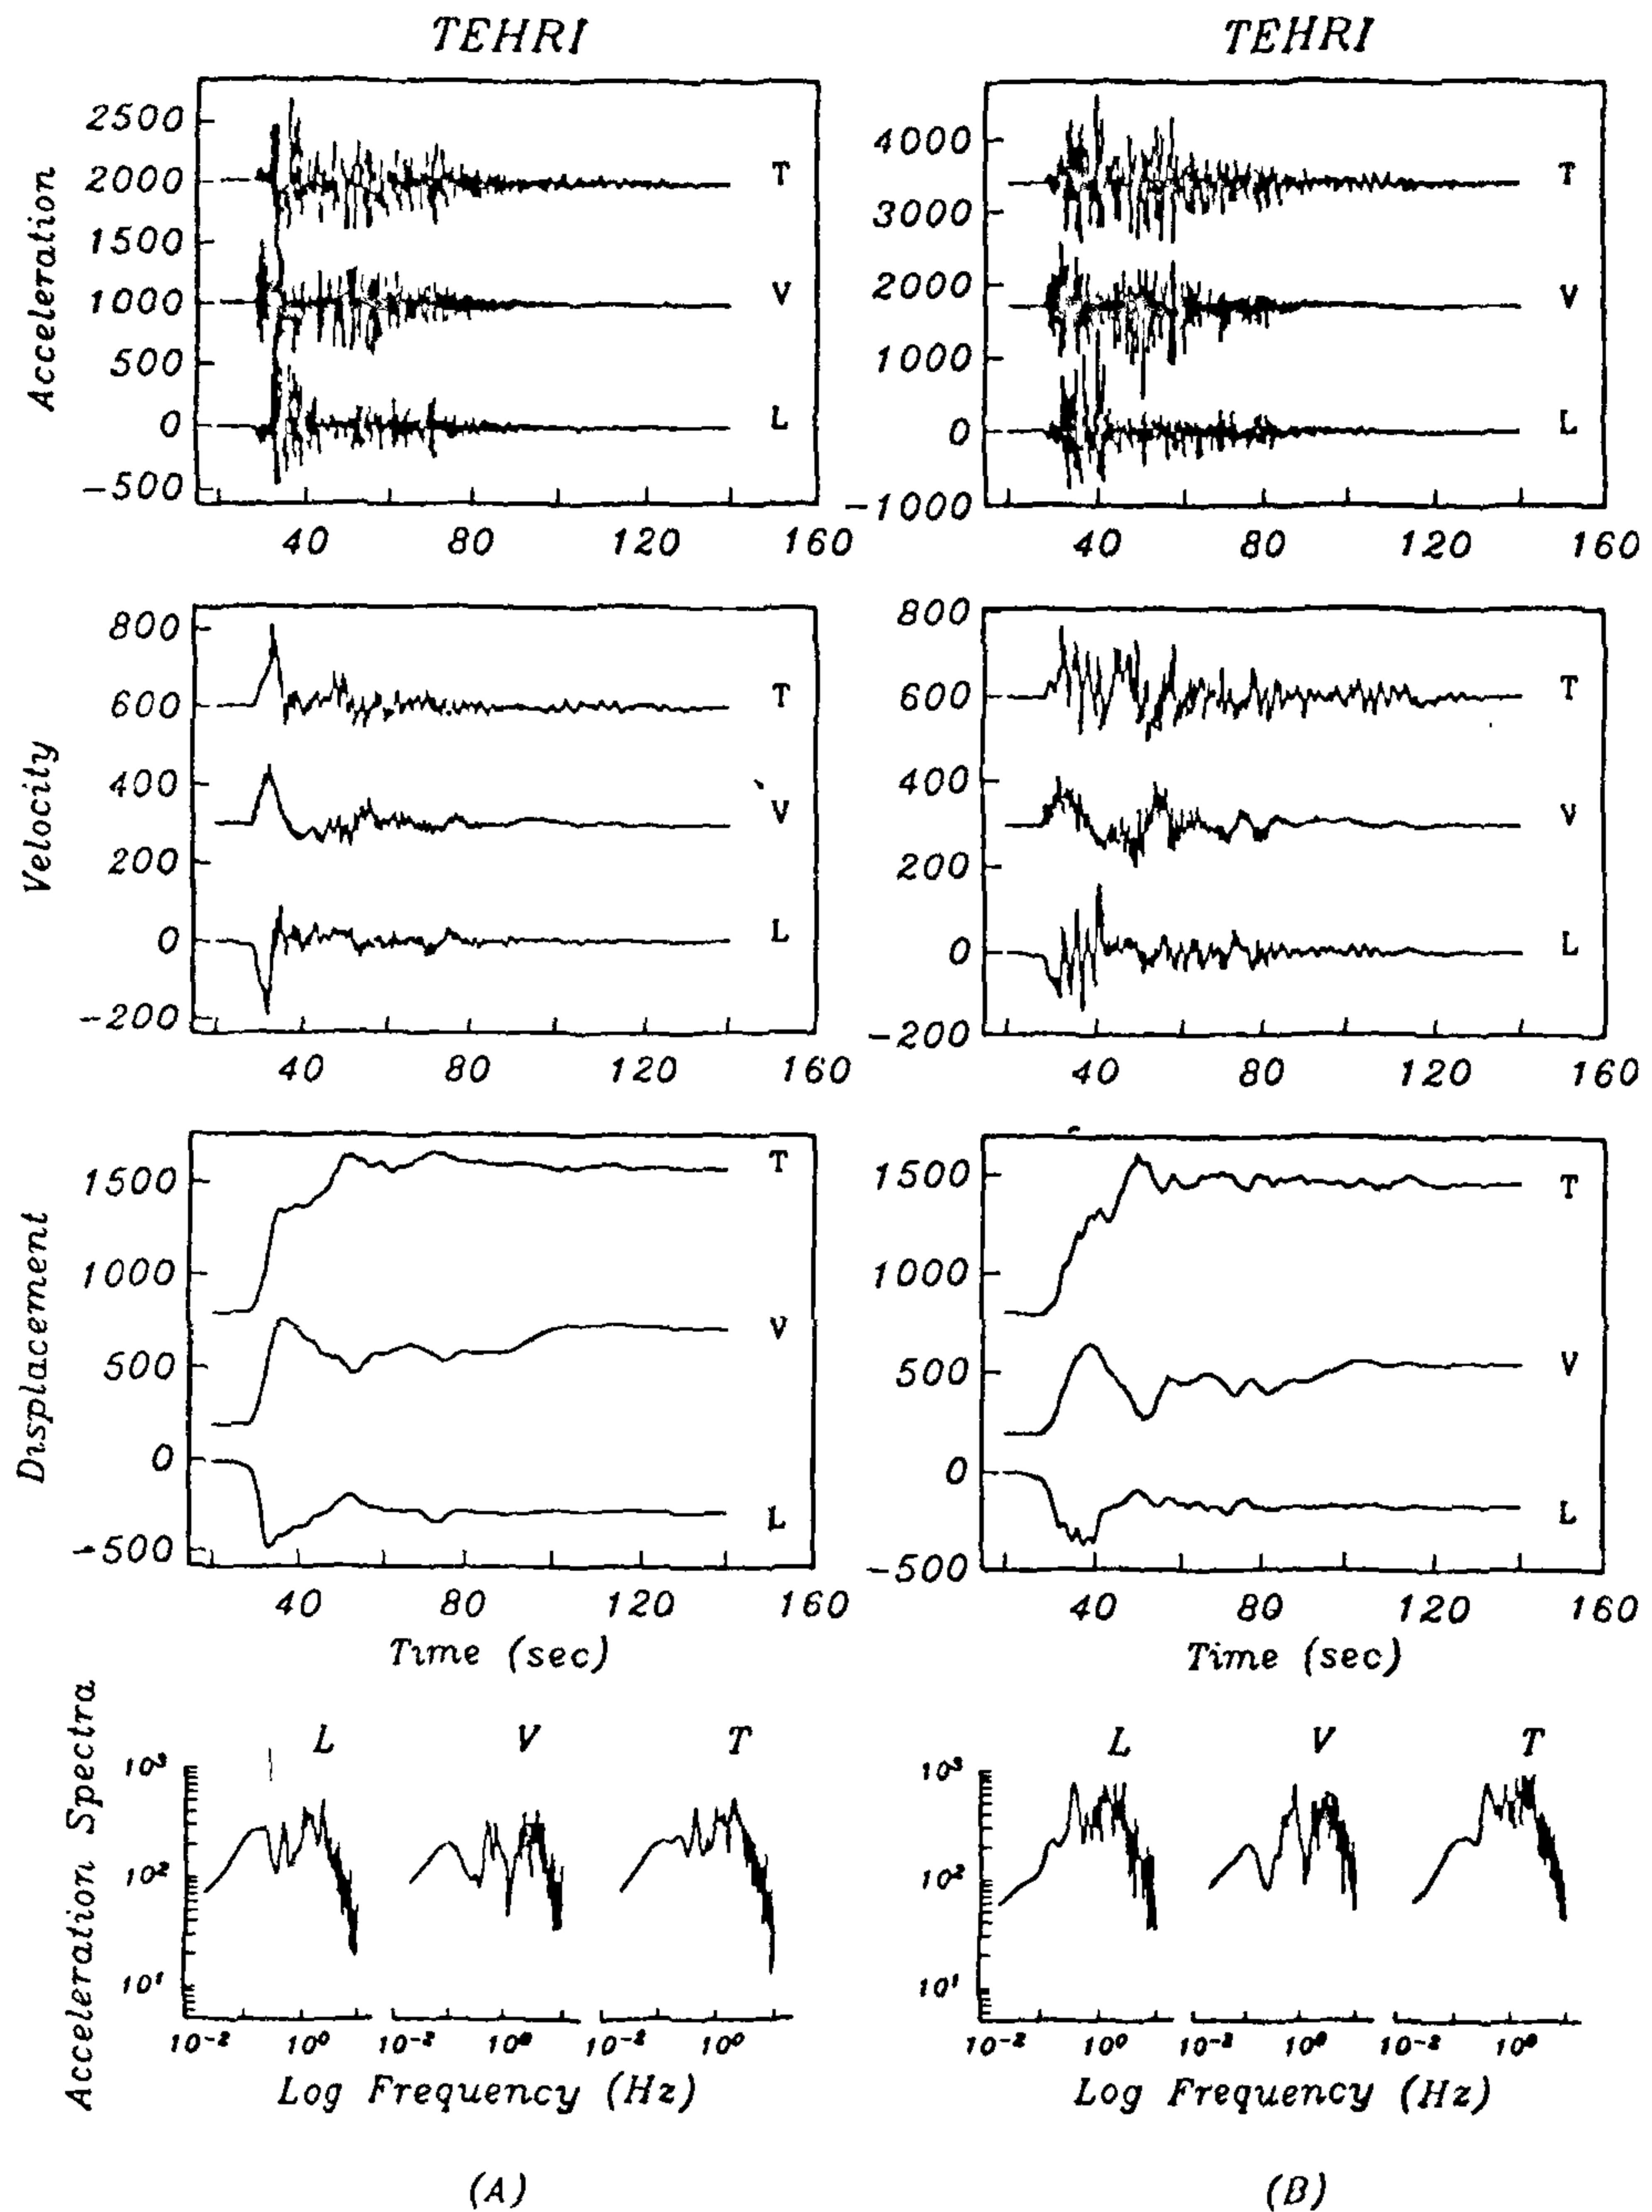 TEHRI TEHRI
Acceleration
2500
2000
1500
1000
500
0
-500
T
V
L
40 80 120 160
4000
3000
2000
1000
0
-1000
T
V
L
40 80 120 160
Velocity
800
600
400
200
0
-200
T
V
L
40 80 120 160
800
600
400
200
0
-200
T
V
L
40 80 120 160
Displacement
1500
1000
500
0
-500
T
V
L
40 80 120 160
Time (sec)
1500
1000
500
0
-500
T
V
L
40 80 120 160
Time (sec)
Acceleration Spectra
L V T
10³
10²
10¹
10⁻² 10⁰ 10⁻² 10⁰ 10⁻² 10⁰
Log Frequency (Hz)
L V T
10³
10²
10¹
10⁻² 10⁰ 10⁻² 10⁰ 10⁻² 10⁰
Log Frequency (Hz)
(A) (B)